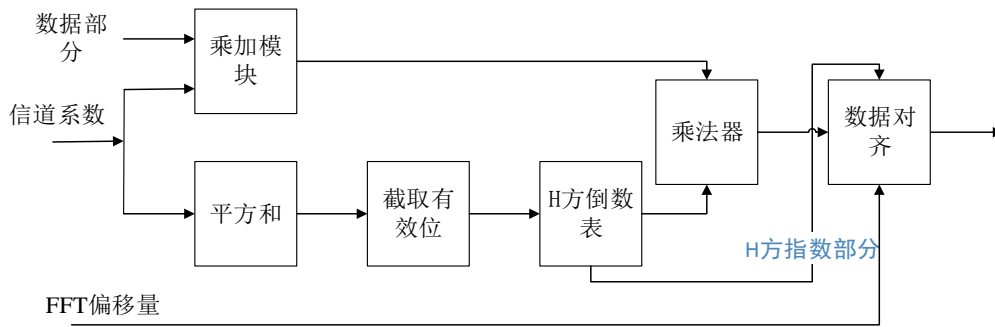 数据部
分
乘加模
块
信道系数
乘法器
数据对
齐
平方和
截取有
效位
H方倒数
表
H方指数部分
FFT偏移量